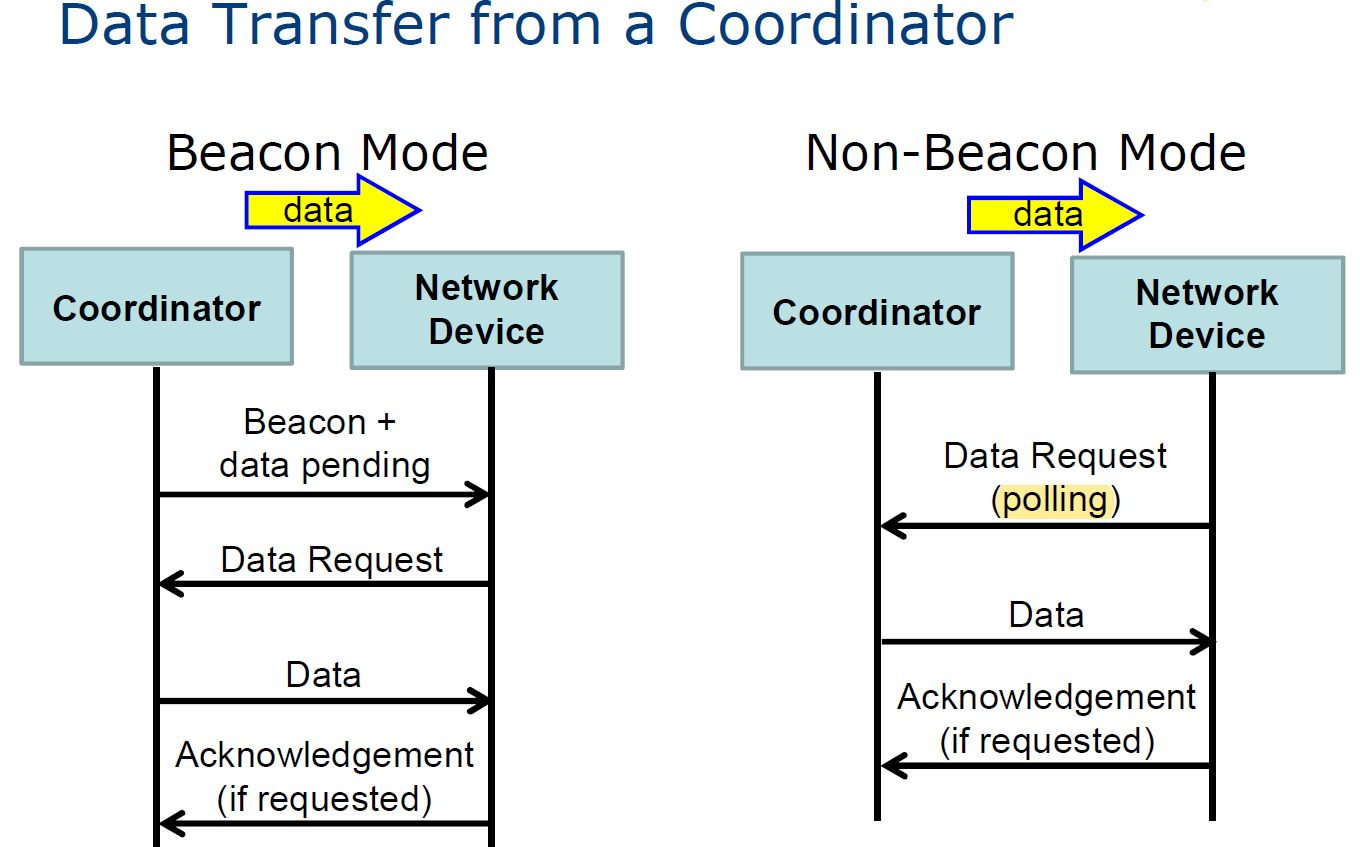 Data Transfer from a Coordinator
Beacon Mode
data
Coordinator
Network
Device
Beacon +
data pending
Data Request
Data
Acknowledgement
(if requested)
Non-Beacon Mode
data
Coordinator
Network
Device
Data Request
(polling)
Data
Acknowledgement
(if requested)